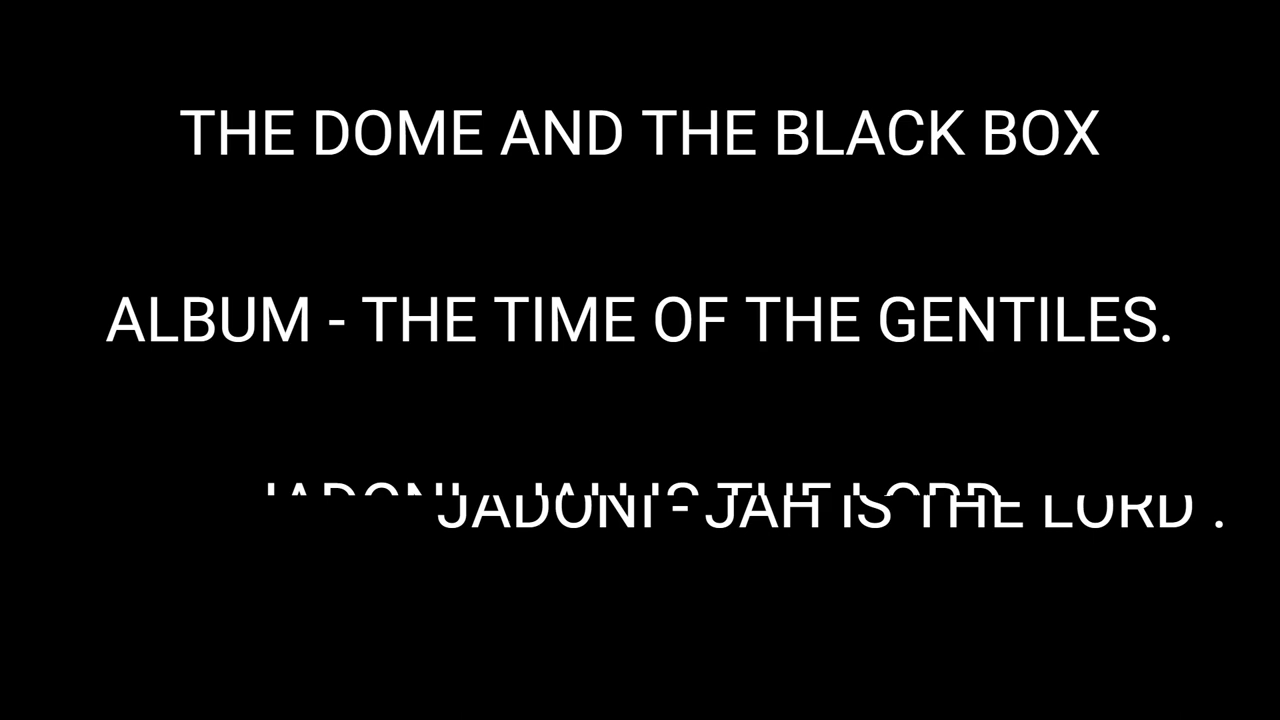 THE DOME AND THE BLACK BOX
ALBUM - THE TIME OF THE GENTILES.
JADONI - JAH IS THE LORD .